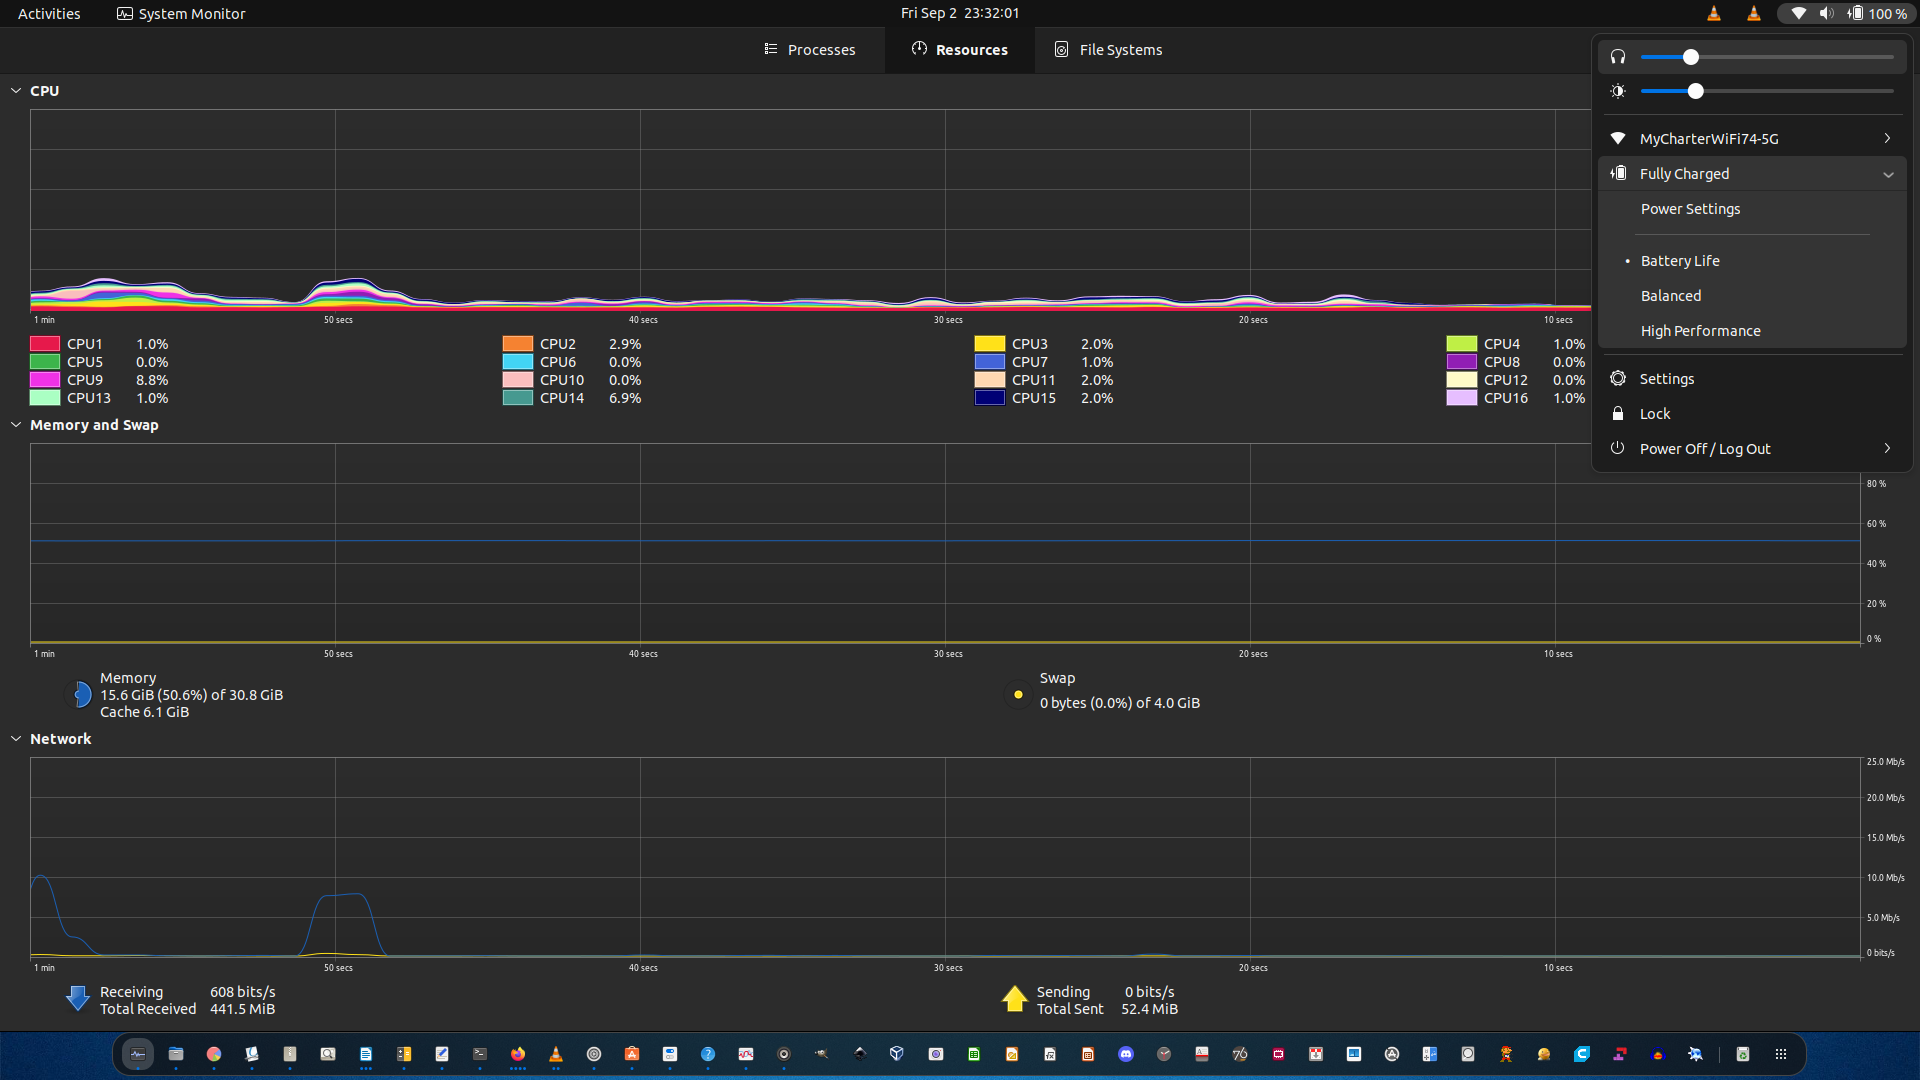 Activities
System Monitor
Fri Sep 2 23:32:01
100 %
Processes
Resources
File Systems
CPU
1 min
50 secs
40 secs
30 secs
20 secs
10 secs
CPU1 1.0%
CPU2 2.9%
CPU3 2.0%
CPU4 1.0%
CPU5 0.0%
CPU6 0.0%
CPU7 1.0%
CPU8 0.0%
CPU9 8.8%
CPU10 0.0%
CPU11 2.0%
CPU12 0.0%
CPU13 1.0%
CPU14 6.9%
CPU15 2.0%
CPU16 1.0%
MyCharterWiFi74-5G
Fully Charged
Power Settings
Battery Life
Balanced
High Performance
Settings
Lock
Power Off / Log Out
Memory and Swap
80 %
60 %
40 %
20 %
0 %
1 min
50 secs
40 secs
30 secs
20 secs
10 secs
Memory
15.6 GiB (50.6%) of 30.8 GiB
Cache 6.1 GiB
Swap
0 bytes (0.0%) of 4.0 GiB
Network
25.0 Mb/s
20.0 Mb/s
15.0 Mb/s
10.0 Mb/s
5.0 Mb/s
0 bits/s
1 min
50 secs
40 secs
30 secs
20 secs
10 secs
Receiving 608 bits/s
Total Received 441.5 MiB
Sending 0 bits/s
Total Sent 52.4 MiB
76